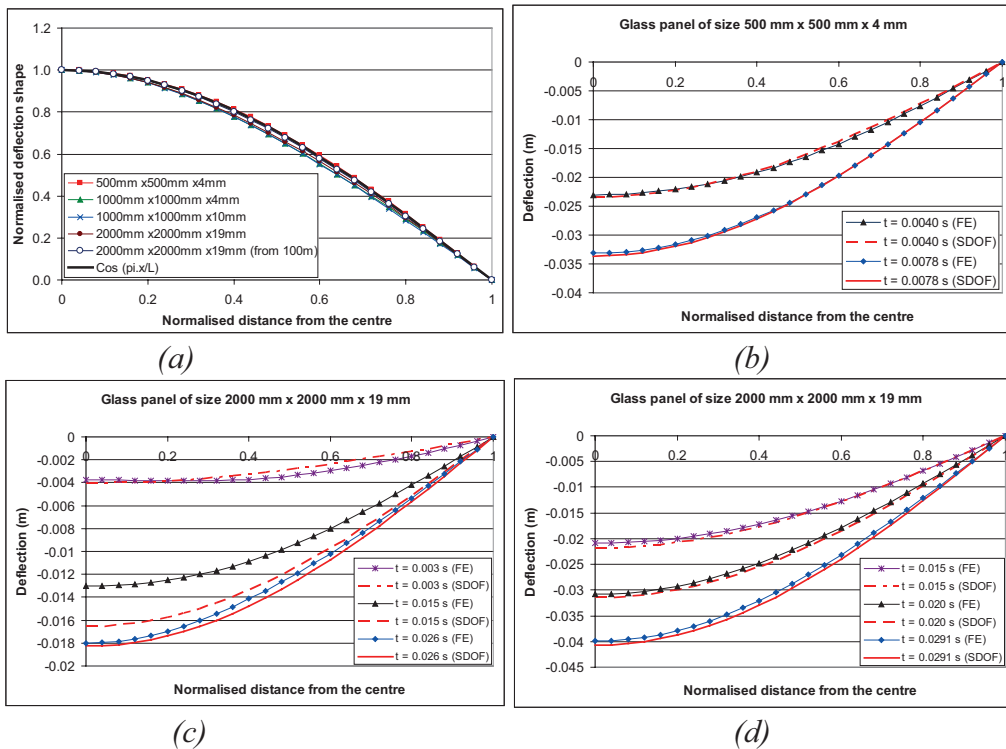 1.2
1.0
0.8
0.6
0.4
0.2
0.0
Normalised deflection shape
500mm x500mm x4mm
1000mm x1000mm x4mm
1000mm x1000mm x10mm
2000mm x2000mm x19mm
2000mm x2000mm x19mm (from 100m)
Cos (pi.x/L)
0 0.2 0.4 0.6 0.8 1
Normalised distance from the centre
(a)
Glass panel of size 500 mm x 500 mm x 4 mm
0 0.2 0.4 0.6 0.8 1
0
-0.005
-0.01
-0.015
-0.02
-0.025
-0.03
-0.035
-0.04
Deflection (m)
t = 0.0040 s (FE)
t = 0.0040 s (SDOF)
t = 0.0078 s (FE)
t = 0.0078 s (SDOF)
Normalised distance from the centre
(b)
Glass panel of size 2000 mm x 2000 mm x 19 mm
0 0.2 0.4 0.6 0.8 1
0
-0.002
-0.004
-0.006
-0.008
-0.01
-0.012
-0.014
-0.016
-0.018
-0.02
Deflection (m)
t = 0.003 s (FE)
t = 0.003 s (SDOF)
t = 0.015 s (FE)
t = 0.015 s (SDOF)
t = 0.026 s (FE)
t = 0.026 s (SDOF)
Normalised distance from the centre
(c)
Glass panel of size 2000 mm x 2000 mm x 19 mm
0 0.2 0.4 0.6 0.8 1
0
-0.005
-0.01
-0.015
-0.02
-0.025
-0.03
-0.035
-0.04
-0.045
Deflection (m)
t = 0.015 s (FE)
t = 0.015 s (SDOF)
t = 0.020 s (FE)
t = 0.020 s (SDOF)
t = 0.0291 s (FE)
t = 0.0291 s (SDOF)
Normalised distance from the centre
(d)